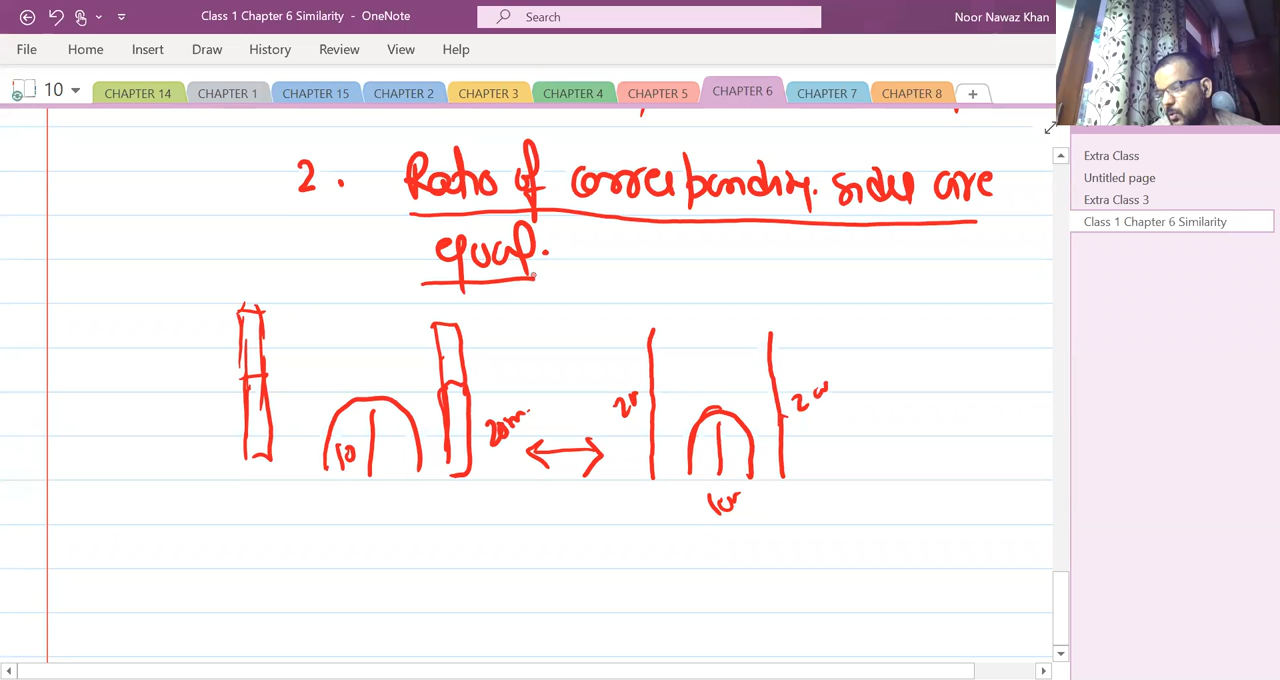 Class 1 Chapter 6 Similarity - OneNote
Search
Noor Nawaz Khan
File Home Insert Draw History Review View Help
10 CHAPTER 14 CHAPTER 1 CHAPTER 15 CHAPTER 2 CHAPTER 3 CHAPTER 4 CHAPTER 5 CHAPTER 6 CHAPTER 7 CHAPTER 8
Extra Class
Untitled page
Extra Class 3
Class 1 Chapter 6 Similarity
2. Ratio of corresponding sides are
equal.
10
20m